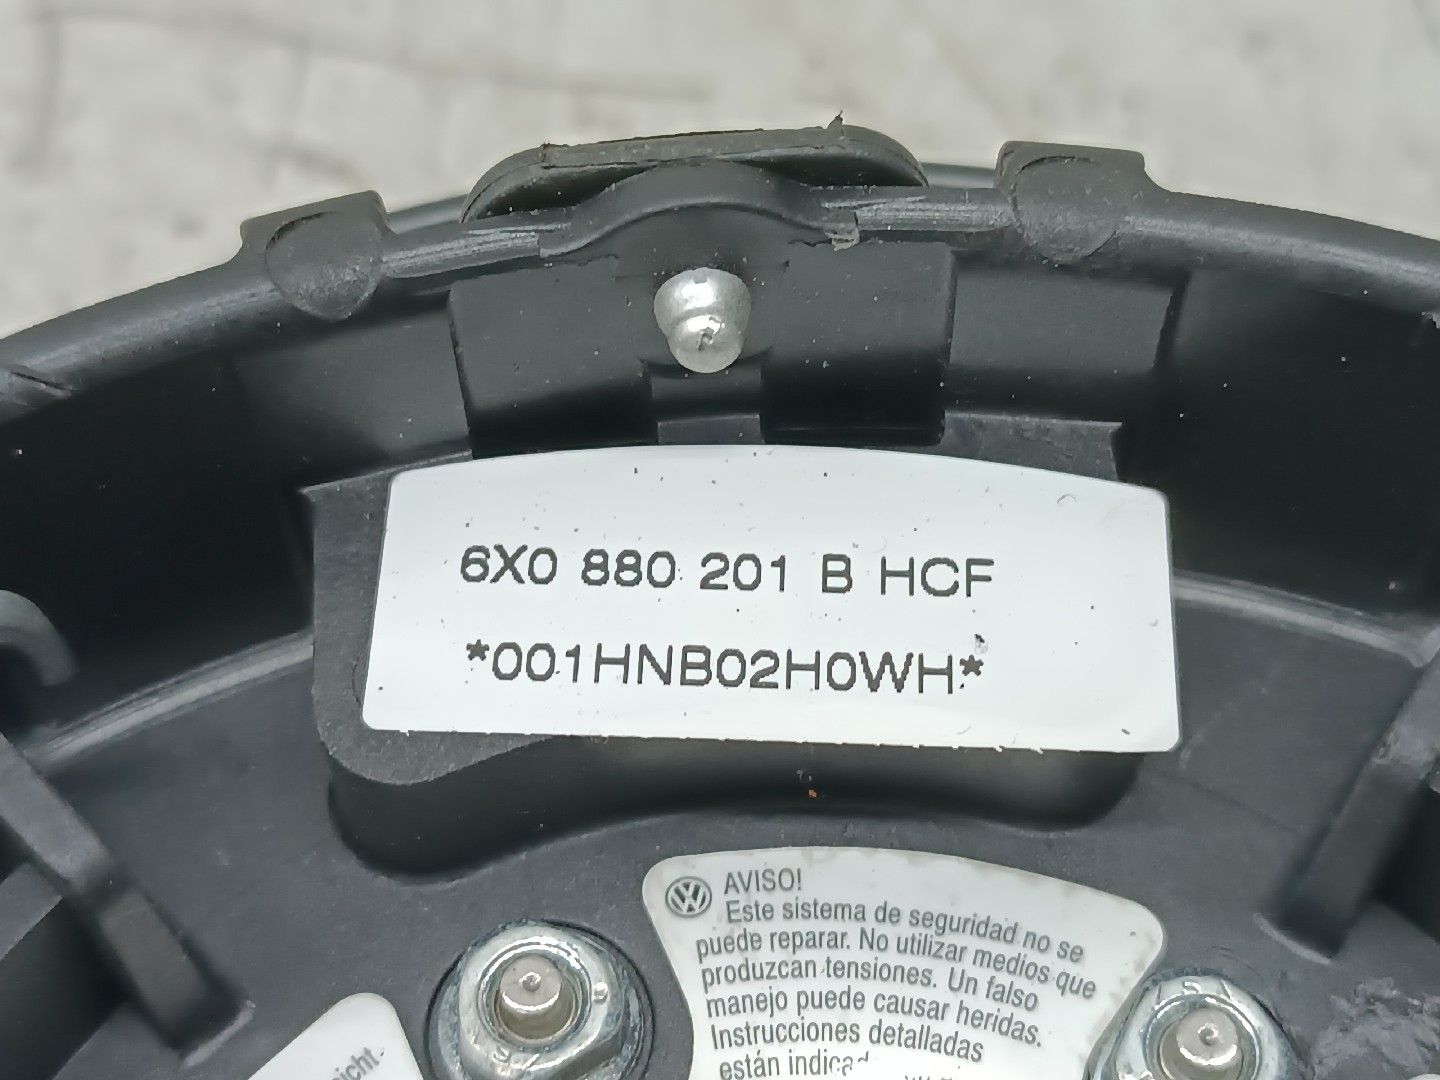 6X0 880 201 B HCF
*001HNB02H0WH*
AVISO!
Este sistema de seguridad no se
puede reparar. No utilizar medios que
produzcan tensiones. Un falso
manejo puede causar heridas.
Instrucciones detalladas
están